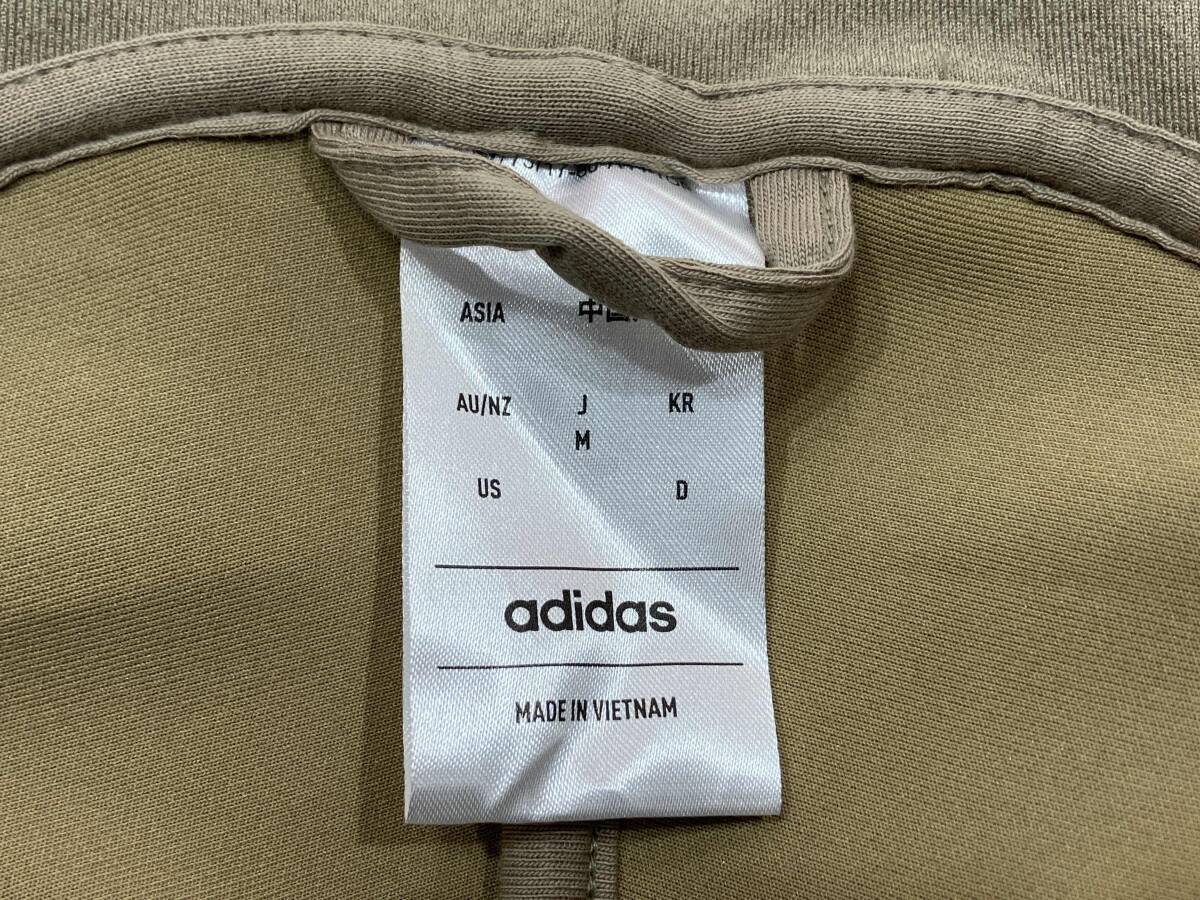 ASIA 中国
AU/NZ J KR
M
US D
adidas
MADE IN VIETNAM